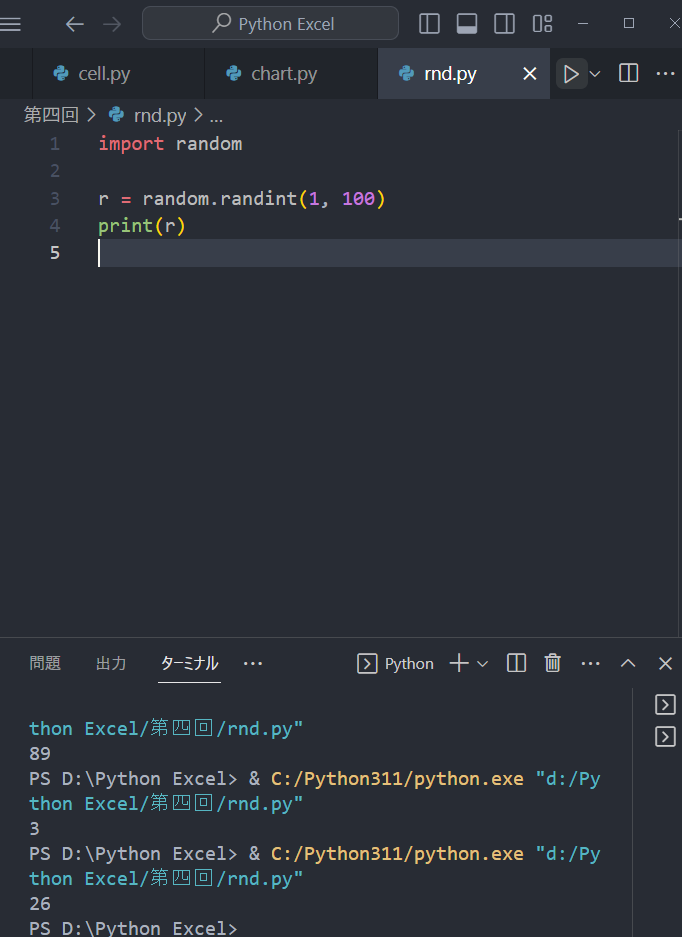 Python Excel
cell.py
chart.py
rnd.py
第四回 > rnd.py > ...
1 import random
2
3 r = random.randint(1, 100)
4 print(r)
5
問題 出力 ターミナル ... Python
thon Excel/第四回/rnd.py"
89
PS D:\Python Excel> & C:/Python311/python.exe "d:/Py
thon Excel/第四回/rnd.py"
3
PS D:\Python Excel> & C:/Python311/python.exe "d:/Py
thon Excel/第四回/rnd.py"
26
PS D:\Python Excel>